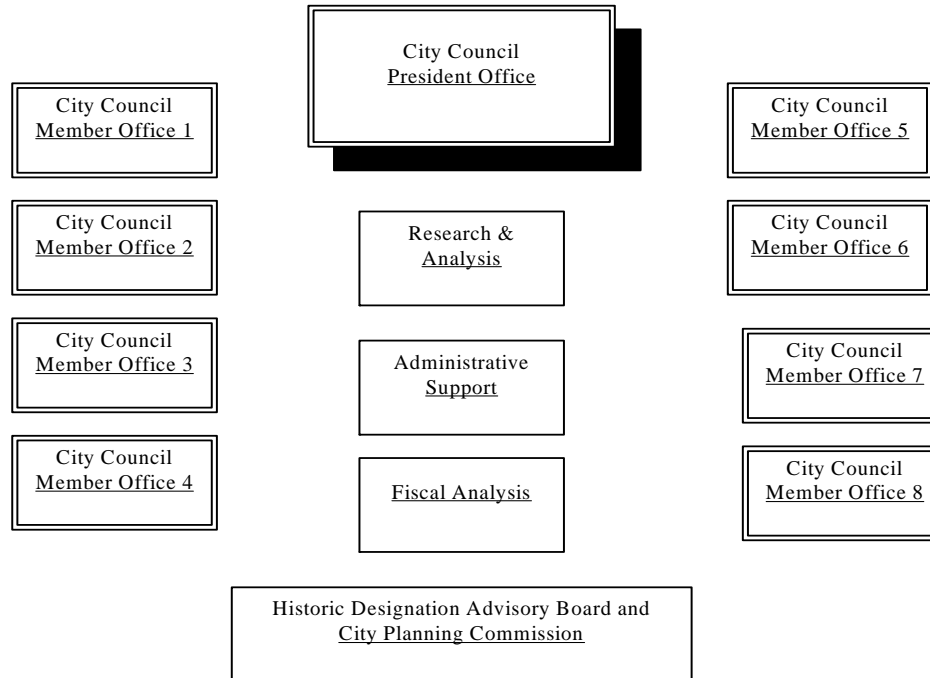 City Council
President Office
City Council
Member Office 1
City Council
Member Office 5
City Council
Member Office 2
Research &
Analysis
City Council
Member Office 6
City Council
Member Office 3
Administrative
Support
City Council
Member Office 7
City Council
Member Office 4
Fiscal Analysis
City Council
Member Office 8
Historic Designation Advisory Board and
City Planning Commission